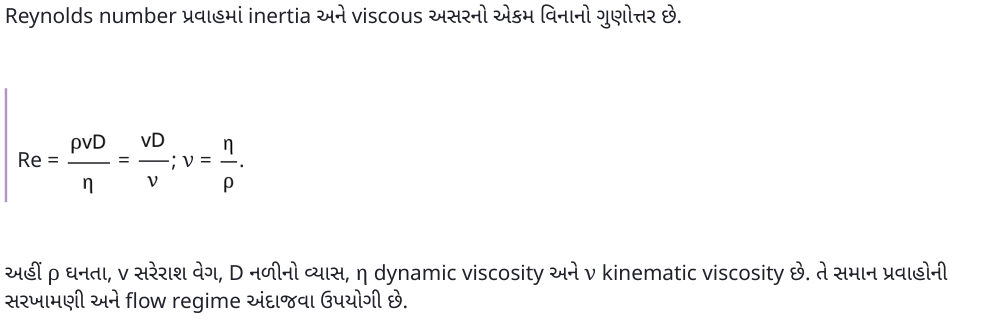 Reynolds number પ્રવાહમાં inertia અને viscous અસરનો એકમ વિનાનો ગુણોત્તર છે.
Re = ρvD/η = vD/ν; ν = η/ρ.
અહીં ρ ઘનતા, v સરેરાશ વેગ, D નળીનો વ્યાસ, η dynamic viscosity અને ν kinematic viscosity છે. તે સમાન પ્રવાહોની
સરખામણી અને flow regime અંદાજવા ઉપયોગી છે.